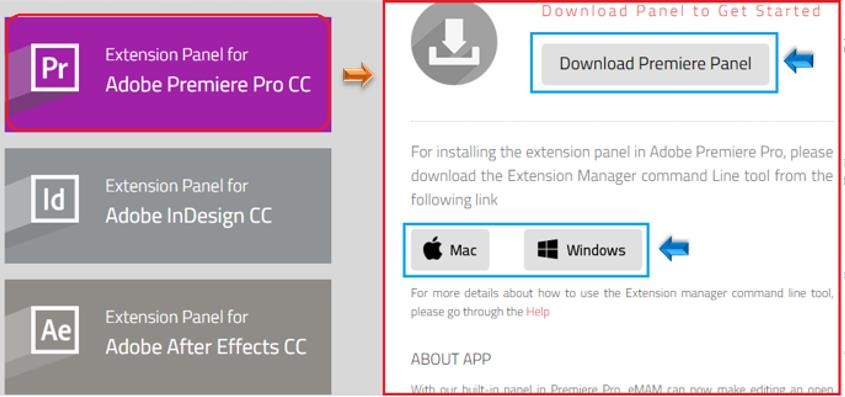 Pr
Extension Panel for
Adobe Premiere Pro CC
Id
Extension Panel for
Adobe InDesign CC
Ae
Extension Panel for
Adobe After Effects CC
Download Panel to Get Started
Download Premiere Panel
For installing the extension panel in Adobe Premiere Pro, please
download the Extension Manager command Line tool from the
following link
Mac
Windows
For more details about how to use the Extension manager command line tool,
please go through the Help
ABOUT APP
With our built-in panel in Premiere Pro, eMAM can now make editing an open